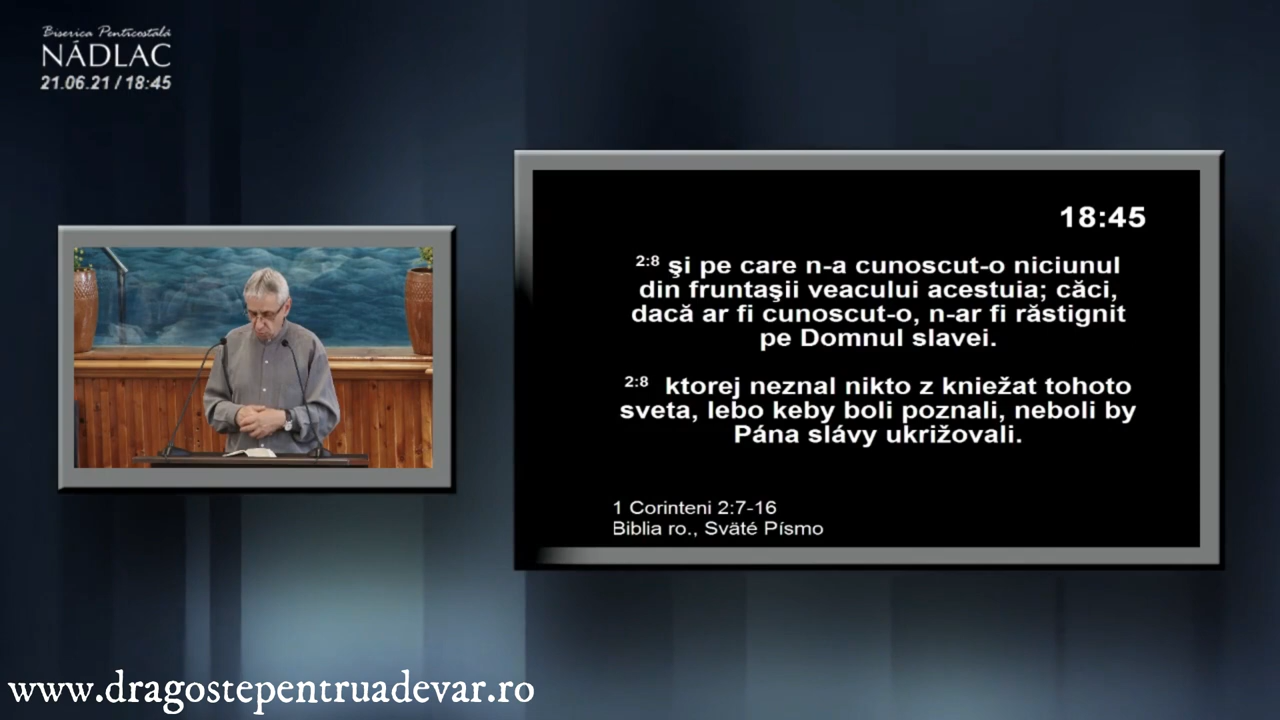 Biserica Penticostală
NĂDLAC
21.06.21 / 18:45
18:45
2:8 şi pe care n-a cunoscut-o niciunul
din fruntaşii veacului acestuia; căci,
dacă ar fi cunoscut-o, n-ar fi răstignit
pe Domnul slavei.
2:8 ktorej neznal nikto z kniežat tohoto
sveta, lebo keby boli poznali, neboli by
Pána slávy ukrižovali.
1 Corinteni 2:7-16
Biblia ro., Sväté Písmo
www.dragostepentruadevar.ro